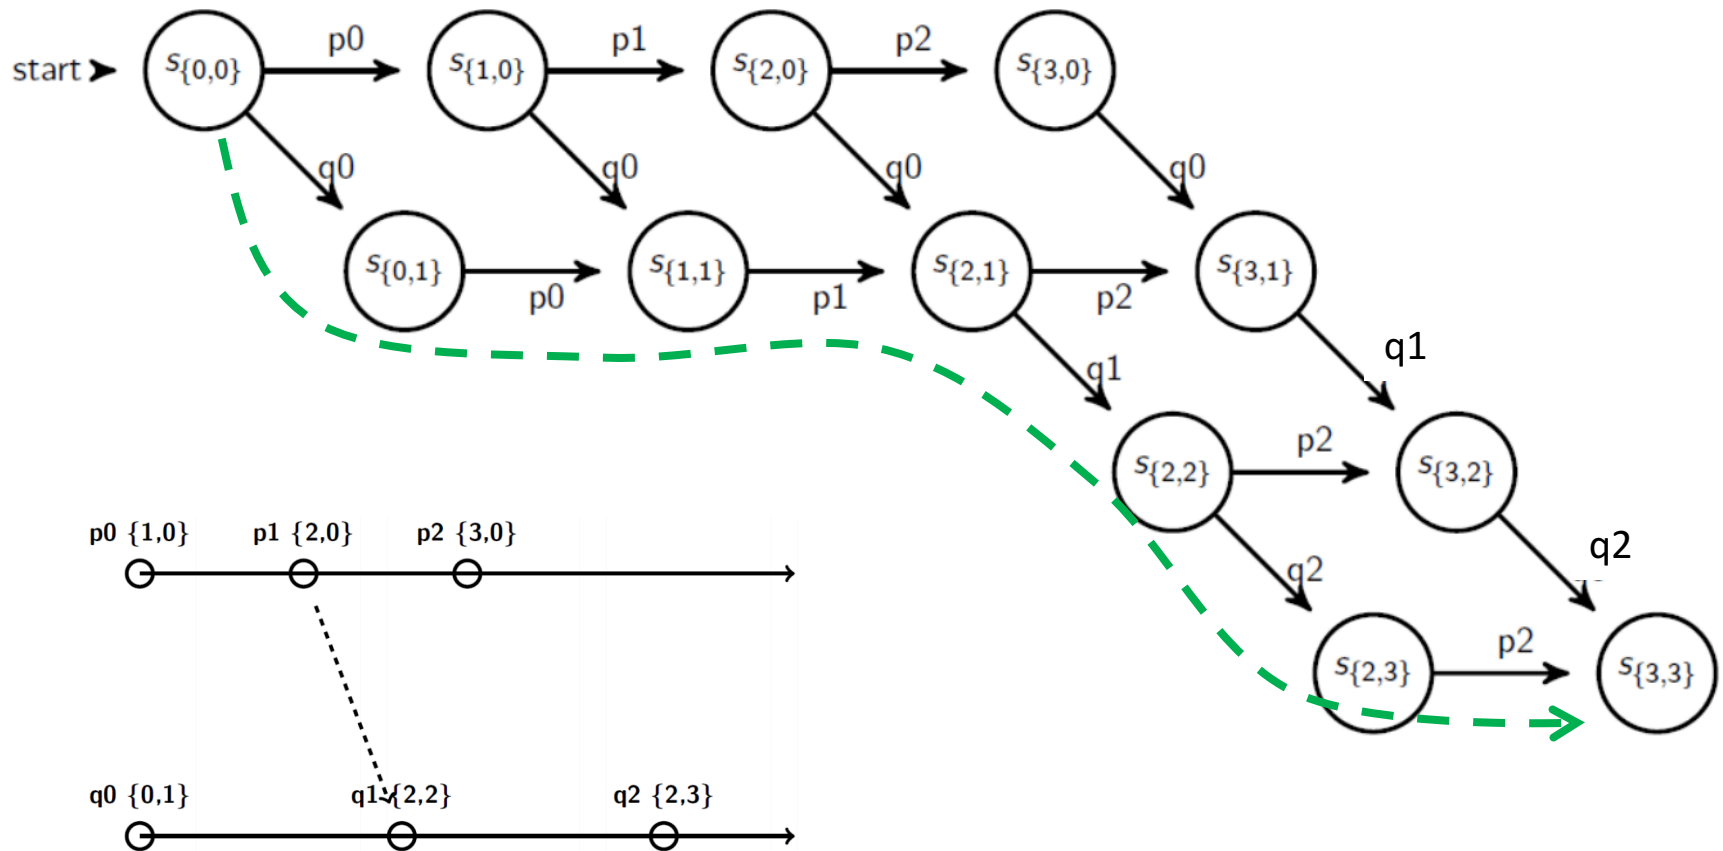 p0 p1 p2
start S{0,0} S{1,0} S{2,0} S{3,0}
q0 q0 q0 q0
S{0,1} S{1,1} S{2,1} S{3,1}
p0 p1 p2
q1 q1
p2
S{2,2} S{3,2}
p0 {1,0} p1 {2,0} p2 {3,0}
q2 q2
p2
S{2,3} S{3,3}
q0 {0,1} q1 {2,2} q2 {2,3}